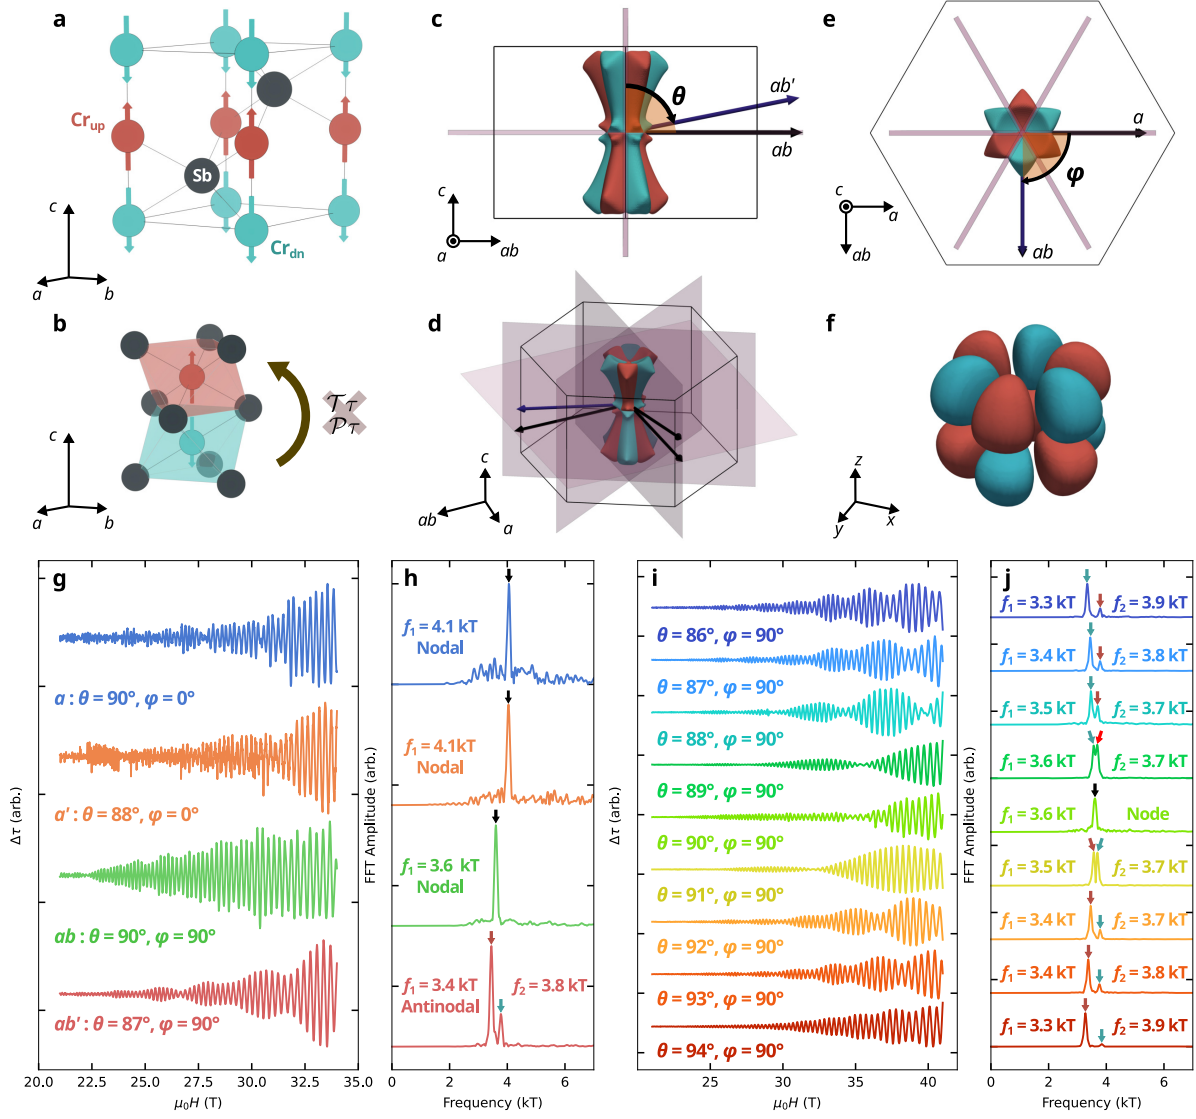 a
Cr_up
Sb
Cr_dn
c
a
b
b
𝒯τ
𝒫τ
c
a
b
c
θ
ab'
ab
c
a
ab
d
c
ab
a
e
a
φ
ab
c
a
ab
f
z
x
y
g
a : θ = 90°, φ = 0°
a' : θ = 88°, φ = 0°
ab : θ = 90°, φ = 90°
ab' : θ = 87°, φ = 90°
Δτ (arb.)
20.0 22.5 25.0 27.5 30.0 32.5 35.0
μ₀H (T)
h
f₁ = 4.1 kT
Nodal
f₁ = 4.1kT
Nodal
f₁ = 3.6 kT
Nodal
f₁ = 3.4 kT f₂ = 3.8 kT
Antinodal
FFT Amplitude (arb.)
0 2 4 6
Frequency (kT)
i
θ = 86°, φ = 90°
θ = 87°, φ = 90°
θ = 88°, φ = 90°
θ = 89°, φ = 90°
θ = 90°, φ = 90°
θ = 91°, φ = 90°
θ = 92°, φ = 90°
θ = 93°, φ = 90°
θ = 94°, φ = 90°
Δτ (arb.)
25 30 35 40
μ₀H (T)
j
f₁ = 3.3 kT f₂ = 3.9 kT
f₁ = 3.4 kT f₂ = 3.8 kT
f₁ = 3.5 kT f₂ = 3.7 kT
f₁ = 3.6 kT f₂ = 3.7 kT
f₁ = 3.6 kT Node
f₁ = 3.5 kT f₂ = 3.7 kT
f₁ = 3.4 kT f₂ = 3.7 kT
f₁ = 3.4 kT f₂ = 3.8 kT
f₁ = 3.3 kT f₂ = 3.9 kT
FFT Amplitude (arb.)
0 2 4 6
Frequency (kT)